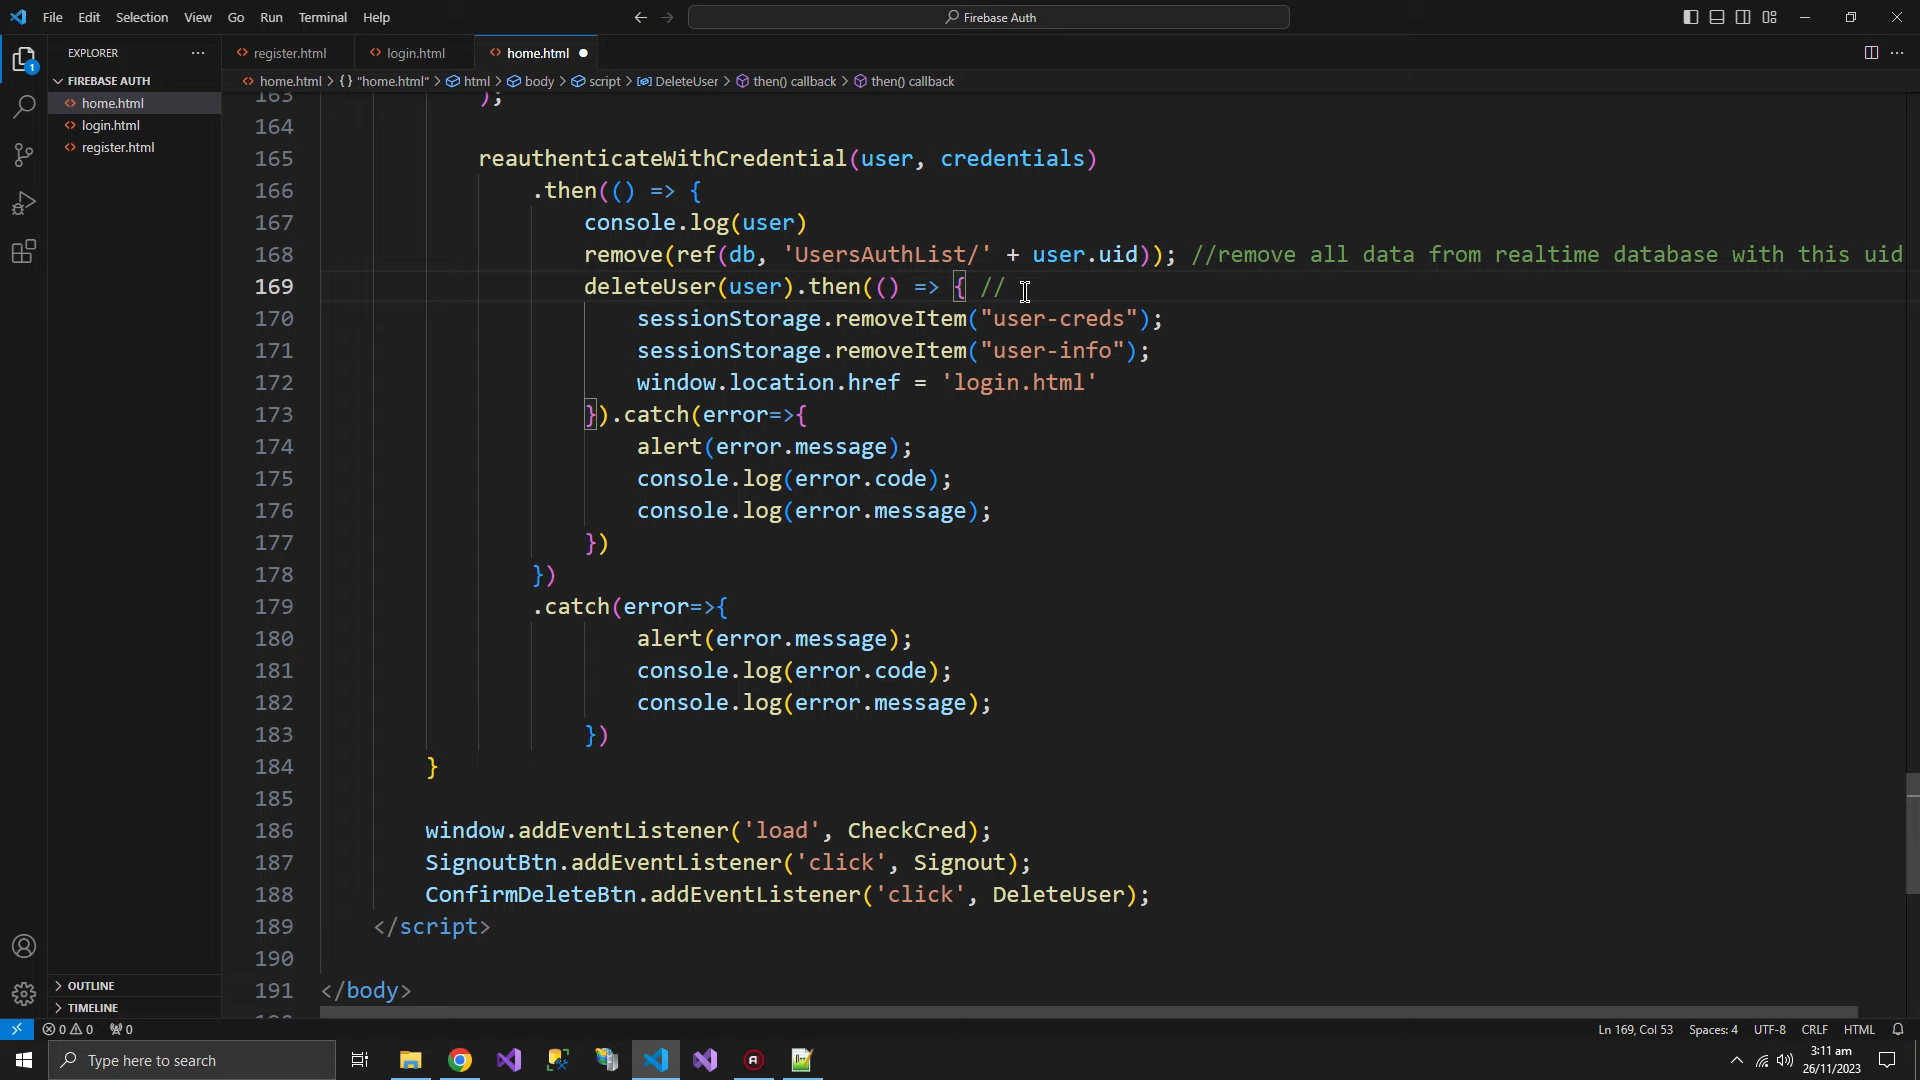 File Edit Selection View Go Run Terminal Help
Firebase Auth
EXPLORER
register.html
login.html
home.html
FIREBASE AUTH
home.html > {} "home.html" > html > body > script > DeleteUser > then() callback > then() callback
home.html
login.html
register.html
163 );
164
165 reauthenticateWithCredential(user, credentials)
166 .then(() => {
167 console.log(user)
168 remove(ref(db, 'UsersAuthList/' + user.uid)); //remove all data from realtime database with this uid
169 deleteUser(user).then(() => { //
170 sessionStorage.removeItem("user-creds");
171 sessionStorage.removeItem("user-info");
172 window.location.href = 'login.html'
173 }).catch(error=>{
174 alert(error.message);
175 console.log(error.code);
176 console.log(error.message);
177 })
178 })
179 .catch(error=>{
180 alert(error.message);
181 console.log(error.code);
182 console.log(error.message);
183 })
184 }
185
186 window.addEventListener('load', CheckCred);
187 SignoutBtn.addEventListener('click', Signout);
188 ConfirmDeleteBtn.addEventListener('click', DeleteUser);
189 </script>
190
191 </body>
OUTLINE
TIMELINE
0 0 0
Ln 169, Col 53 Spaces: 4 UTF-8 CRLF HTML
Type here to search
3:11 am
26/11/2023